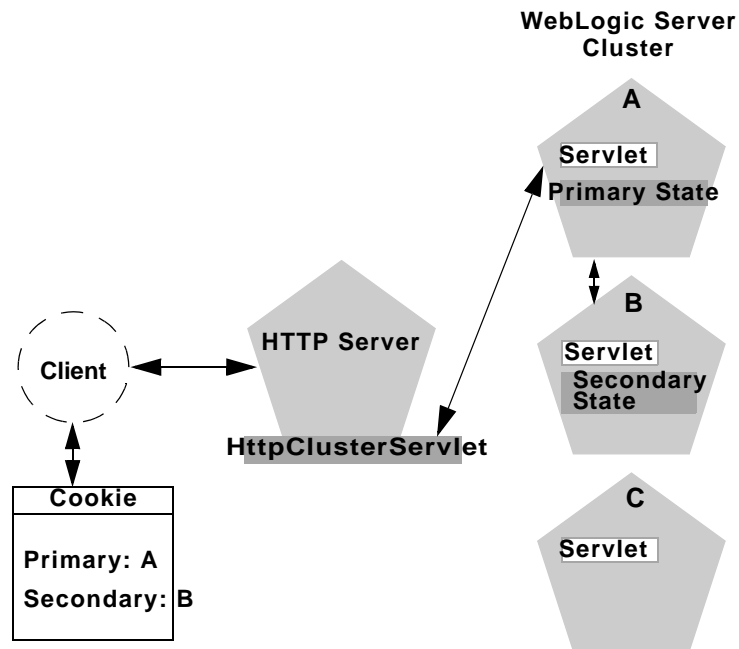 WebLogic Server
Cluster
A
Servlet
Primary State
B
Servlet
Secondary
State
C
Servlet
HTTP Server
HttpClusterServlet
Client
Cookie
Primary: A
Secondary: B